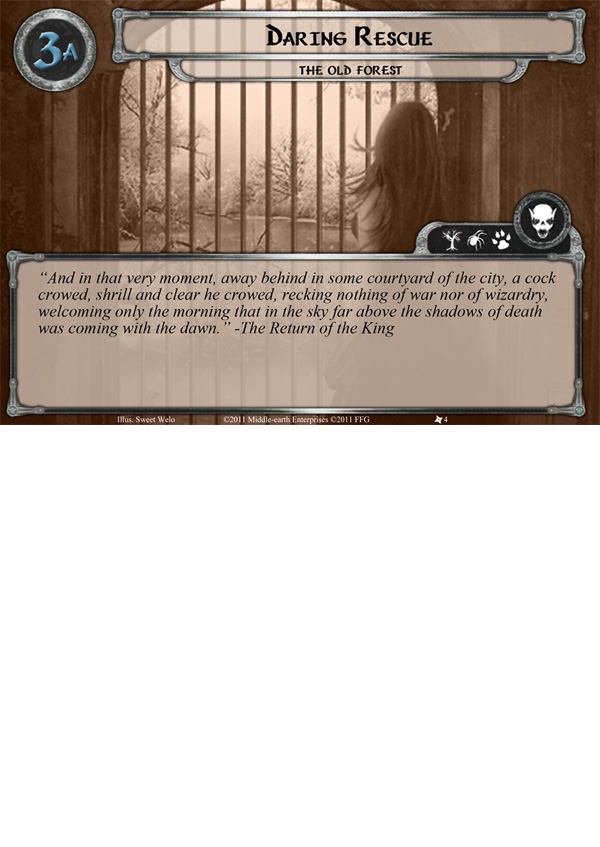 3A
DARING RESCUE
THE OLD FOREST
“And in that very moment, away behind in some courtyard of the city, a cock
crowed, shrill and clear he crowed, recking nothing of war nor of wizardry,
welcoming only the morning that in the sky far above the shadows of death
was coming with the dawn.” -The Return of the King
Illus. Sweet Welo ©2011 Middle-earth Enterprises ©2011 FFG 4